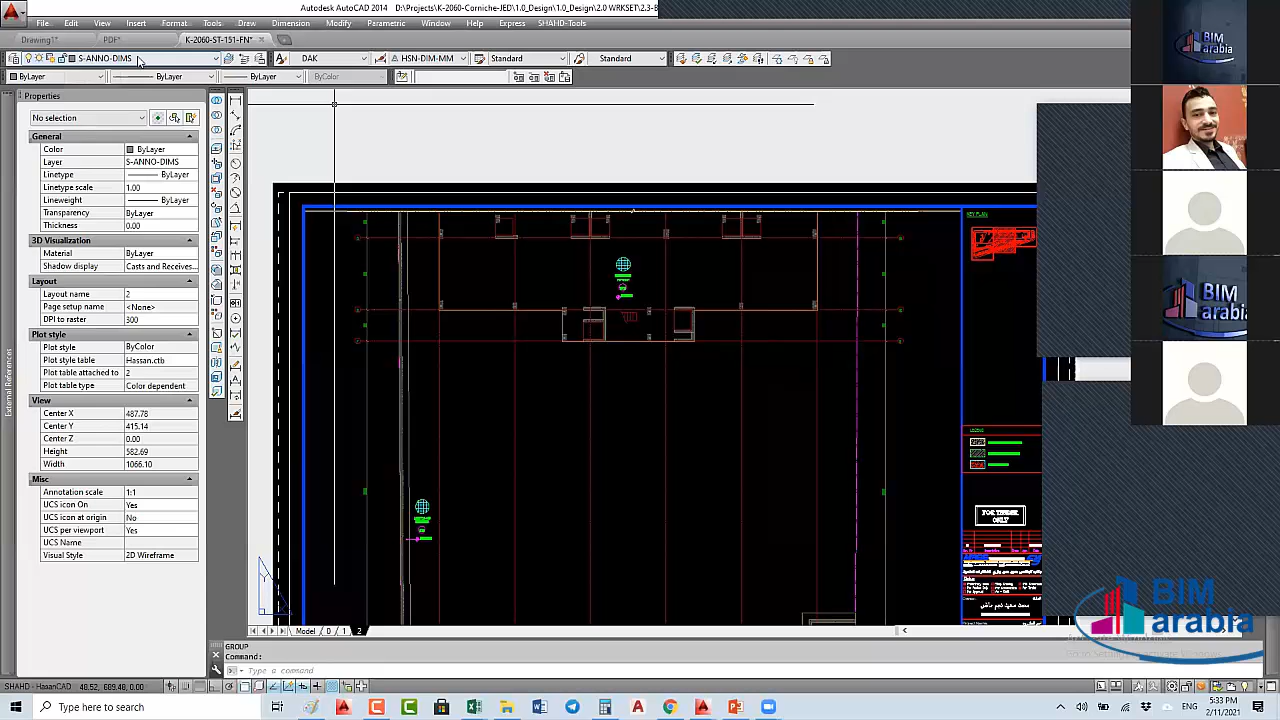 Autodesk AutoCAD 2014 D:\Projects\K-2060-Corniche-JED\1.0_Design\1.0_Design\2.0 WRKSET\2.3-B
File Edit View Insert Format Tools Draw Dimension Modify Parametric Window Help Express SHAHD-Tools
Drawing1* PDF* K-2060-ST-151-FN*
S-ANNO-DIMS DAK HSN-DIM-MM Standard Standard
ByLayer ByLayer ByLayer ByColor
Properties
No selection
General
Color ByLayer
Layer S-ANNO-DIMS
Linetype ByLayer
Linetype scale 1.00
Lineweight ByLayer
Transparency ByLayer
Thickness 0.00
3D Visualization
Material ByLayer
Shadow display Casts and Receives...
Layout
Layout name 2
Page setup name <None>
DPI to raster 300
Plot style
Plot style ByColor
Plot style table Hassan.ctb
Plot table attached to 2
Plot table type Color dependent
View
Center X 487.78
Center Y 415.14
Center Z 0.00
Height 582.69
Width 1066.10
Misc
Annotation scale 1:1
UCS icon On Yes
UCS icon at origin No
UCS per viewport Yes
UCS Name
Visual Style 2D Wireframe
External References
KEY PLAN
LEGEND
FOR TENDER
ONLY
Model 0 1 2
GROUP
Command:
Type a command
SHAHD - HasanCAD 48.52, 689.48, 0.00
Type here to search
ENG 5:33 PM
2/11/2021
BIM
arabia
BIM
arabia
BIM
arabia